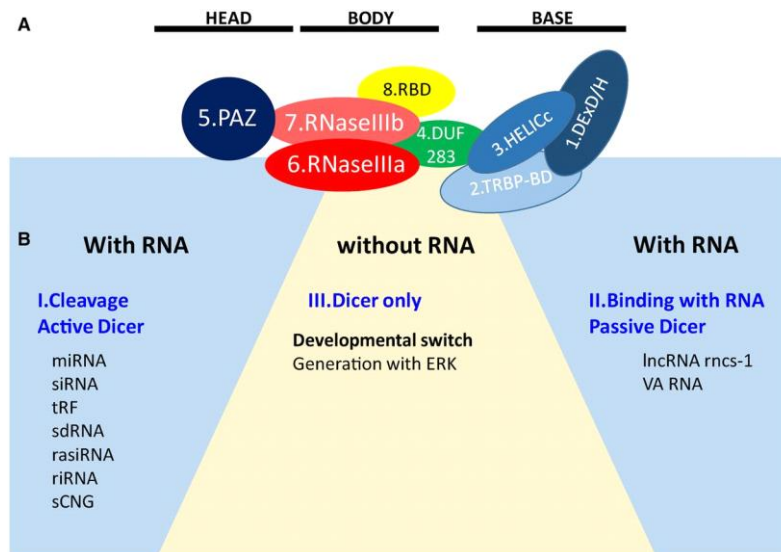 A
HEAD BODY BASE
8.RBD
5.PAZ
7.RNaseIIIb
4.DUF
283
6.RNaseIIIa
3.HELICc
1.DExD/H
2.TRBP-BD
B
With RNA
without RNA
With RNA
I.Cleavage
Active Dicer
miRNA
siRNA
tRF
sdRNA
rasiRNA
riRNA
sCNG
III.Dicer only
Developmental switch
Generation with ERK
II.Binding with RNA
Passive Dicer
lncRNA rncs-1
VA RNA